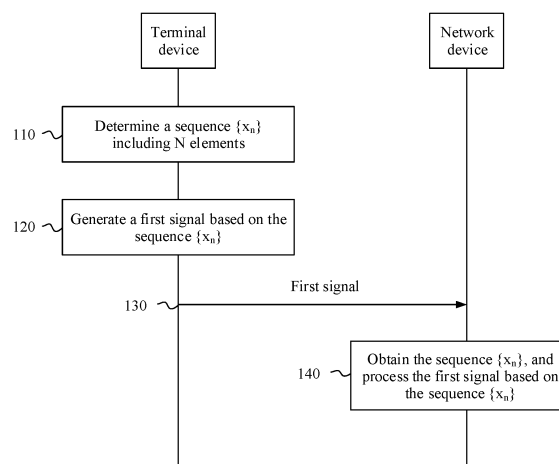 Terminal
device
Network
device
110
Determine a sequence {xn}
including N elements
120
Generate a first signal based on the
sequence {xn}
First signal
130
140
Obtain the sequence {xn}, and
process the first signal based on
the sequence {xn}